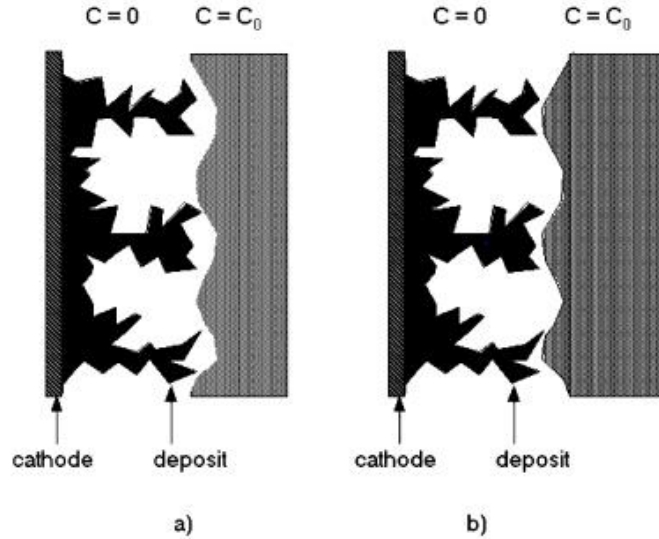 C = 0 C = C₀ C = 0 C = C₀
cathode deposit cathode deposit
a) b)